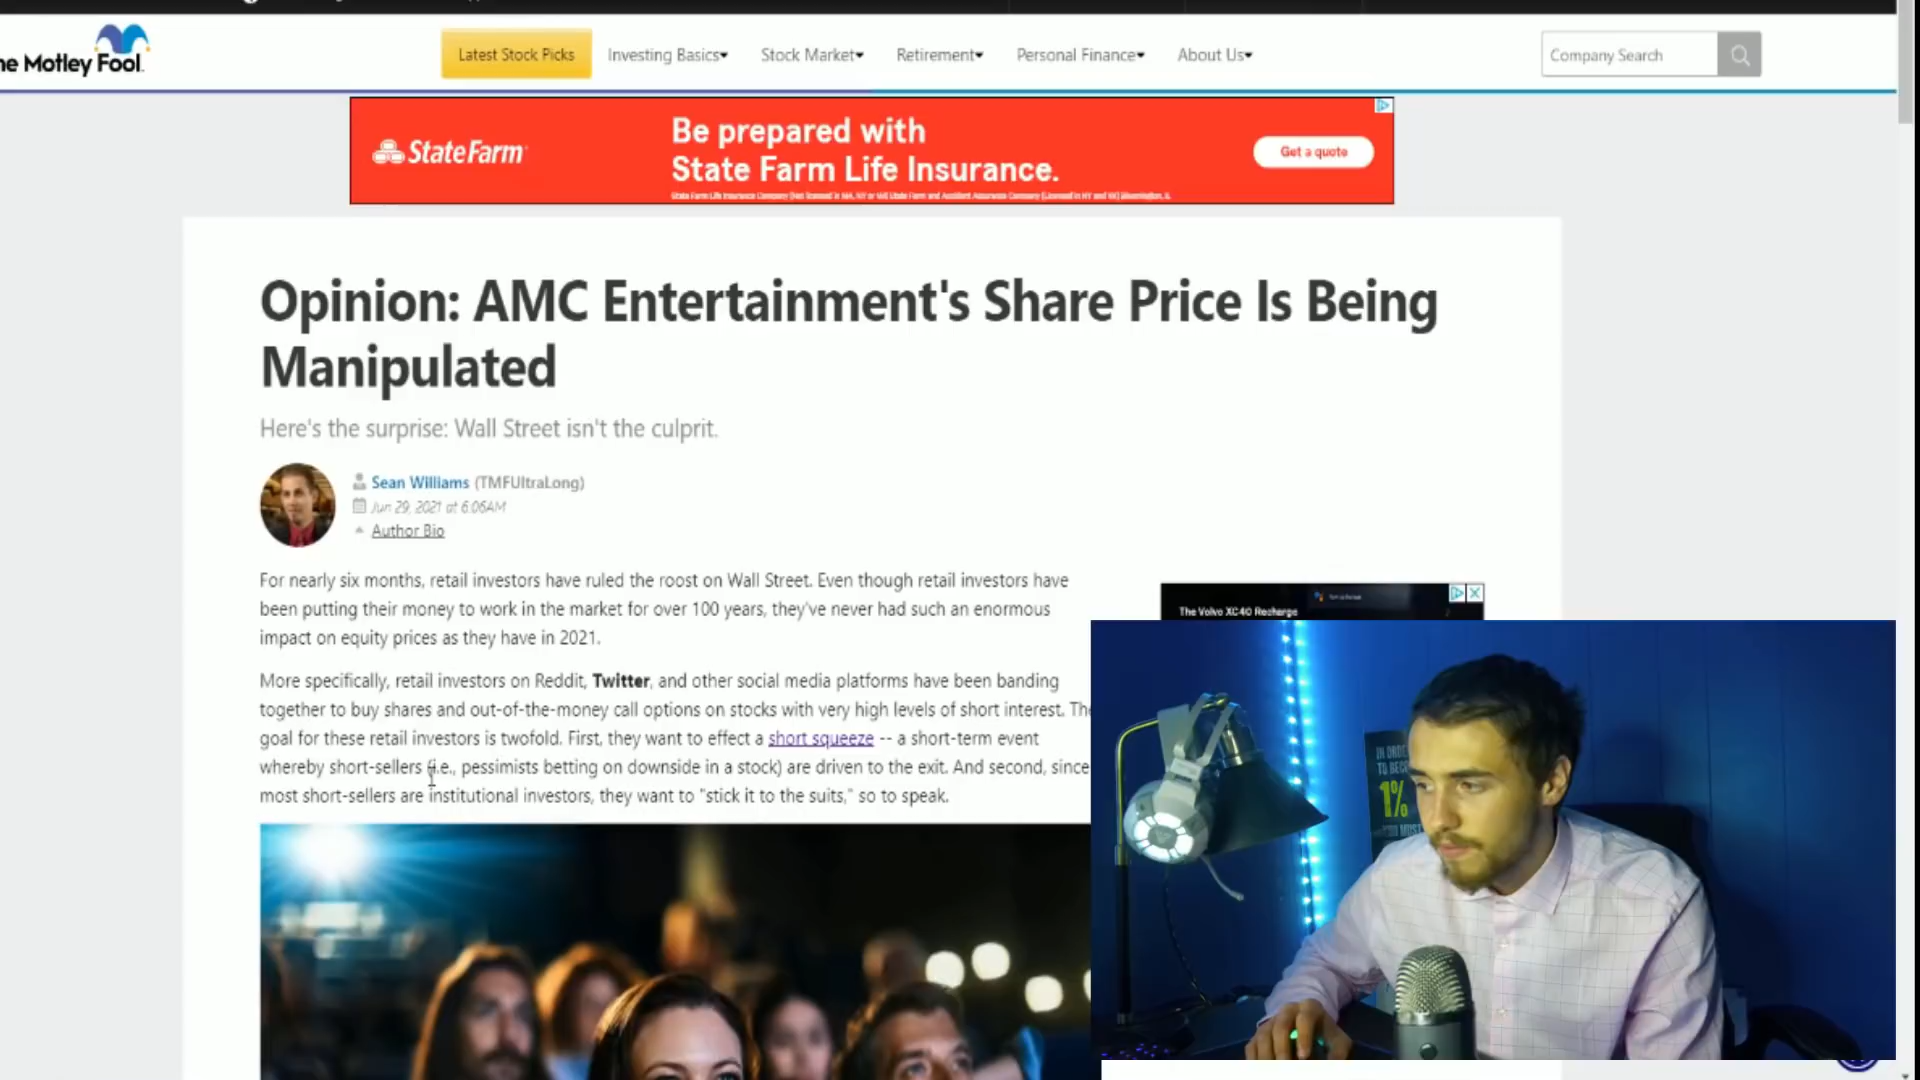 The Motley Fool.
Latest Stock Picks
Investing Basics
Stock Market
Retirement
Personal Finance
About Us
Company Search
StateFarm
Be prepared with
State Farm Life Insurance.
Get a quote
Opinion: AMC Entertainment's Share Price Is Being
Manipulated
Here's the surprise: Wall Street isn't the culprit.
Sean Williams (TMFUltraLong)
Jun 29, 2021 at 6:06AM
Author Bio
For nearly six months, retail investors have ruled the roost on Wall Street. Even though retail investors have
been putting their money to work in the market for over 100 years, they've never had such an enormous
impact on equity prices as they have in 2021.
More specifically, retail investors on Reddit, Twitter, and other social media platforms have been banding
together to buy shares and out-of-the-money call options on stocks with very high levels of short interest. The
goal for these retail investors is twofold. First, they want to effect a short squeeze -- a short-term event
whereby short-sellers (i.e., pessimists betting on downside in a stock) are driven to the exit. And second, since
most short-sellers are institutional investors, they want to "stick it to the suits," so to speak.
The Volvo XC40 Recharge
IN ORDER
TO BECO
1%
MOST